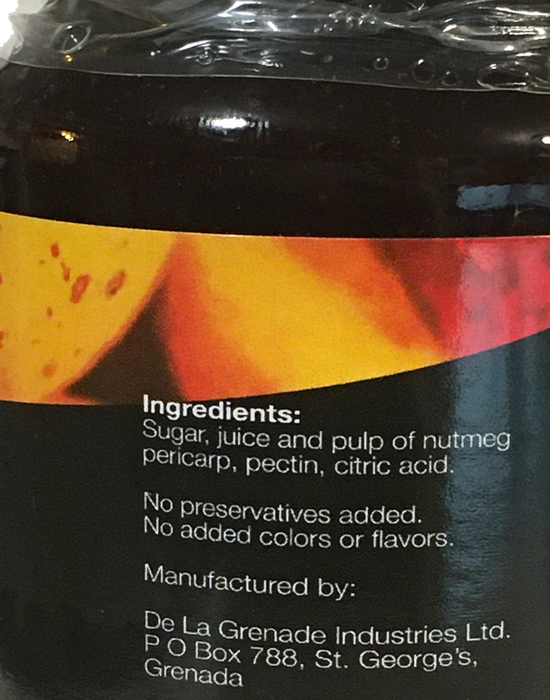 Ingredients:
Sugar, juice and pulp of nutmeg
pericarp, pectin, citric acid.
No preservatives added.
No added colors or flavors.
Manufactured by:
De La Grenade Industries Ltd.
P O Box 788, St. George's,
Grenada